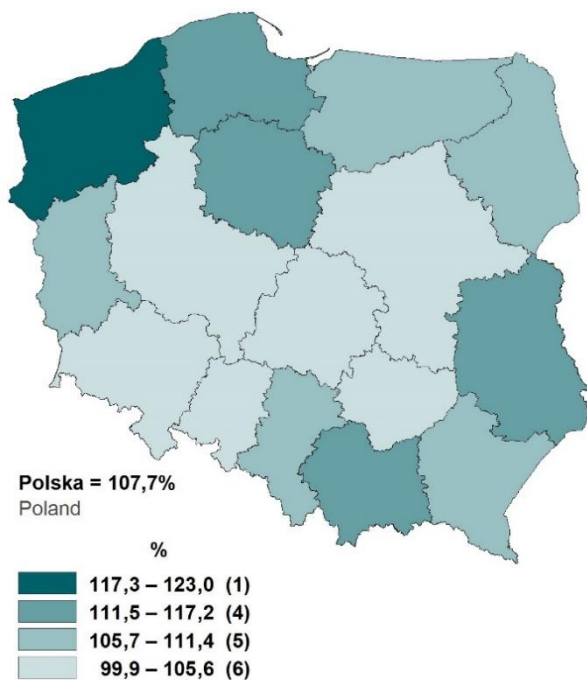 Polska = 107,7%
Poland
%
117,3 – 123,0 (1)
111,5 – 117,2 (4)
105,7 – 111,4 (5)
99,9 – 105,6 (6)